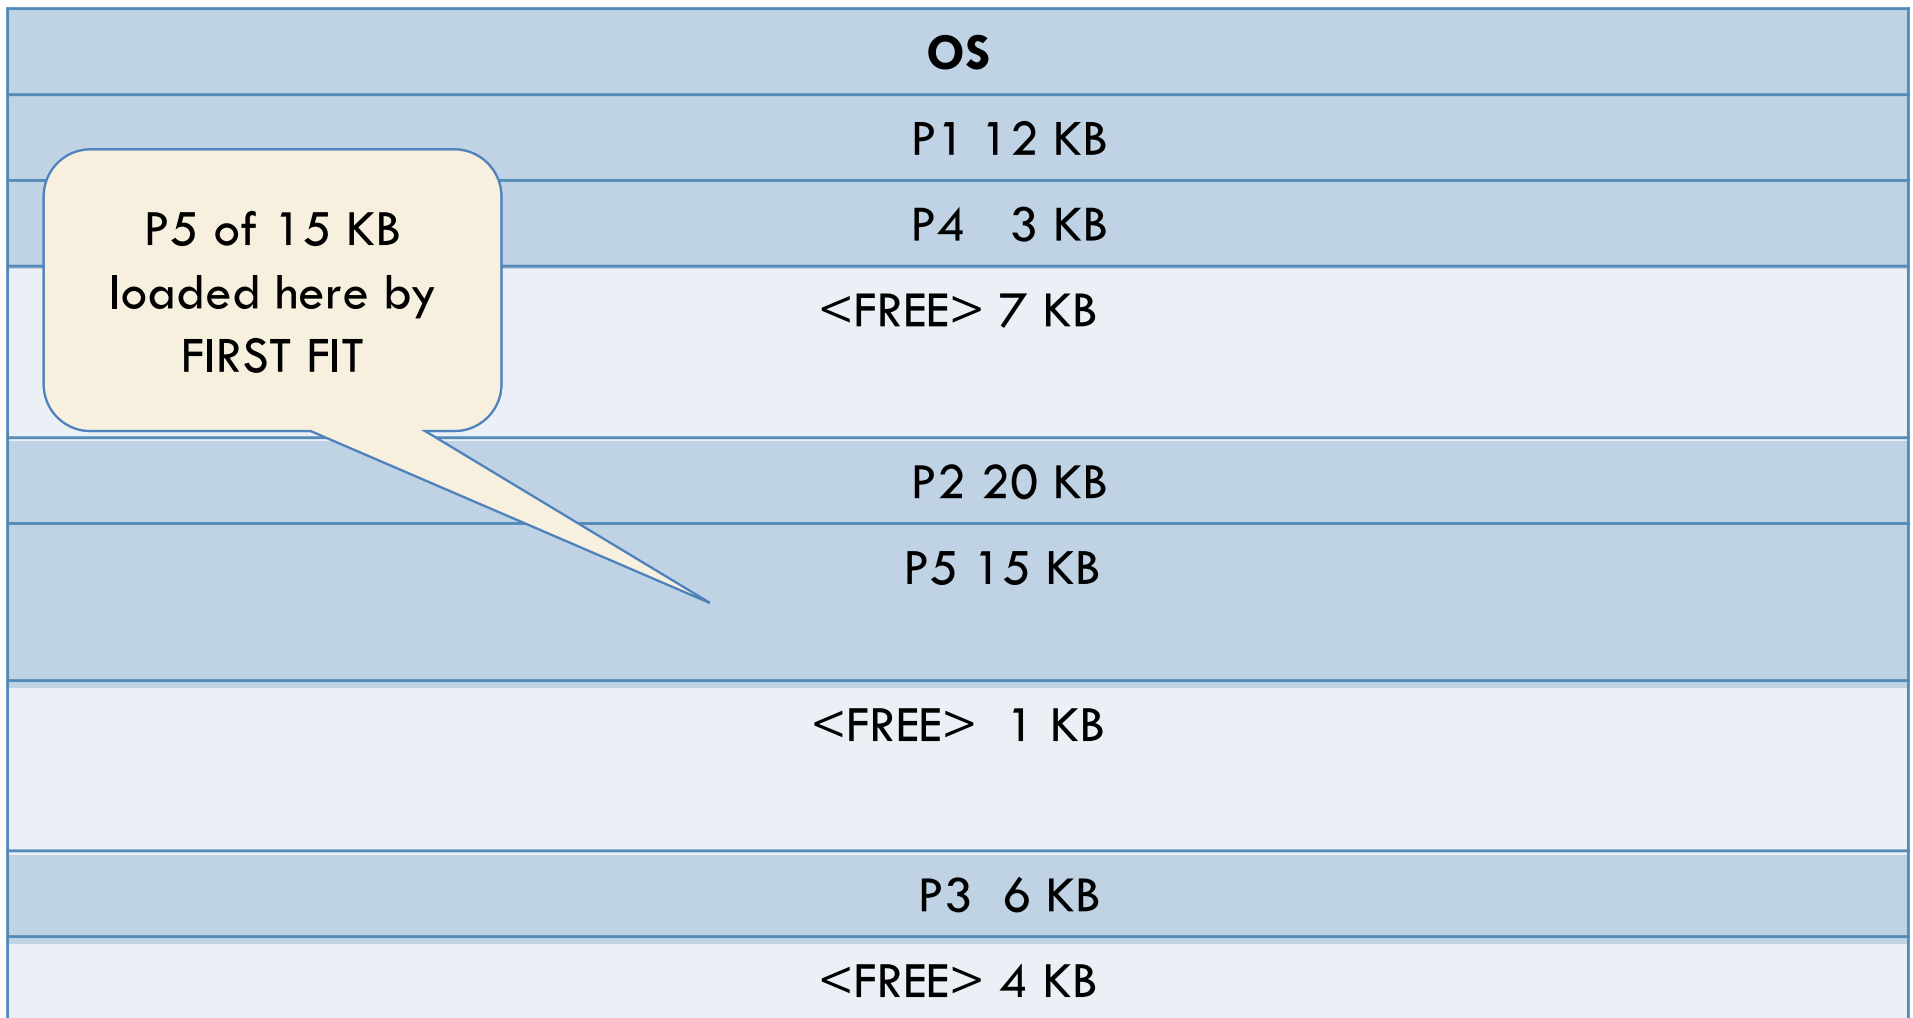 OS
P1 12 KB
P4 3 KB
P5 of 15 KB
loaded here by
FIRST FIT
<FREE> 7 KB
P2 20 KB
P5 15 KB
<FREE> 1 KB
P3 6 KB
<FREE> 4 KB